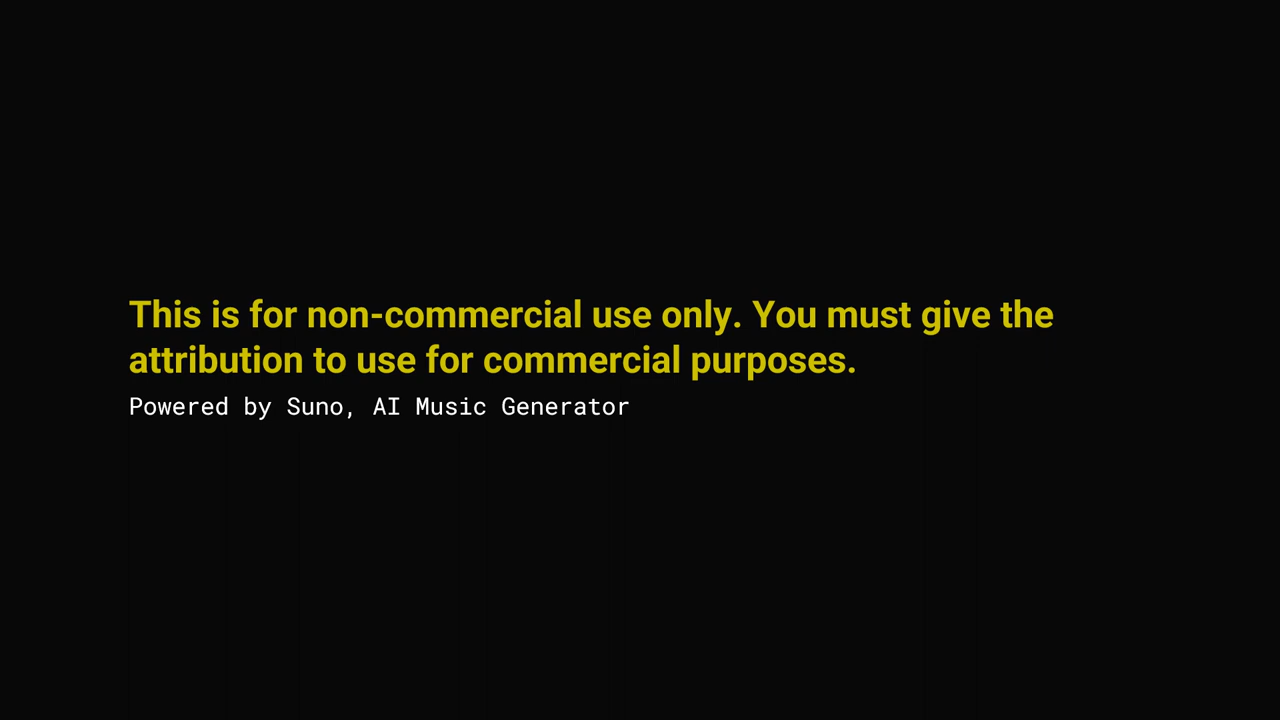 This is for non-commercial use only. You must give the
attribution to use for commercial purposes.
Powered by Suno, AI Music Generator